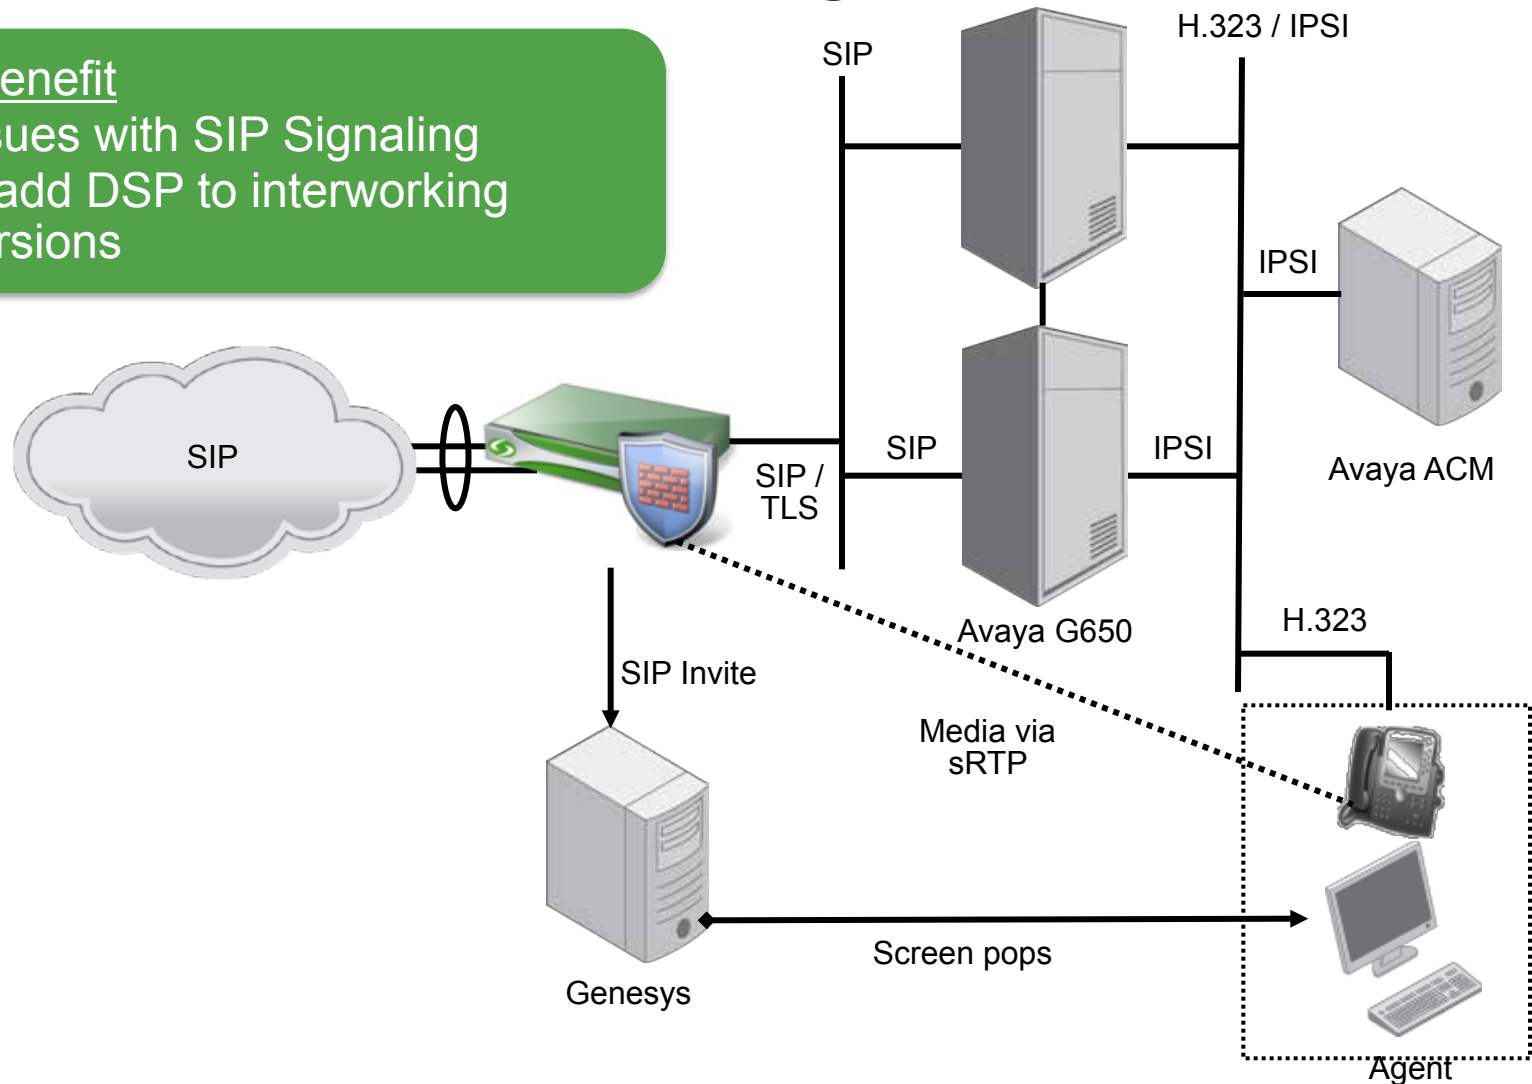 enefit
sues with SIP Signaling
add DSP to interworking
rsions
SIP
H.323 / IPSI
IPSI
Avaya ACM
SIP
SIP /
TLS
SIP
IPSI
Avaya G650
H.323
SIP Invite
Media via
sRTP
Genesys
Screen pops
Agent